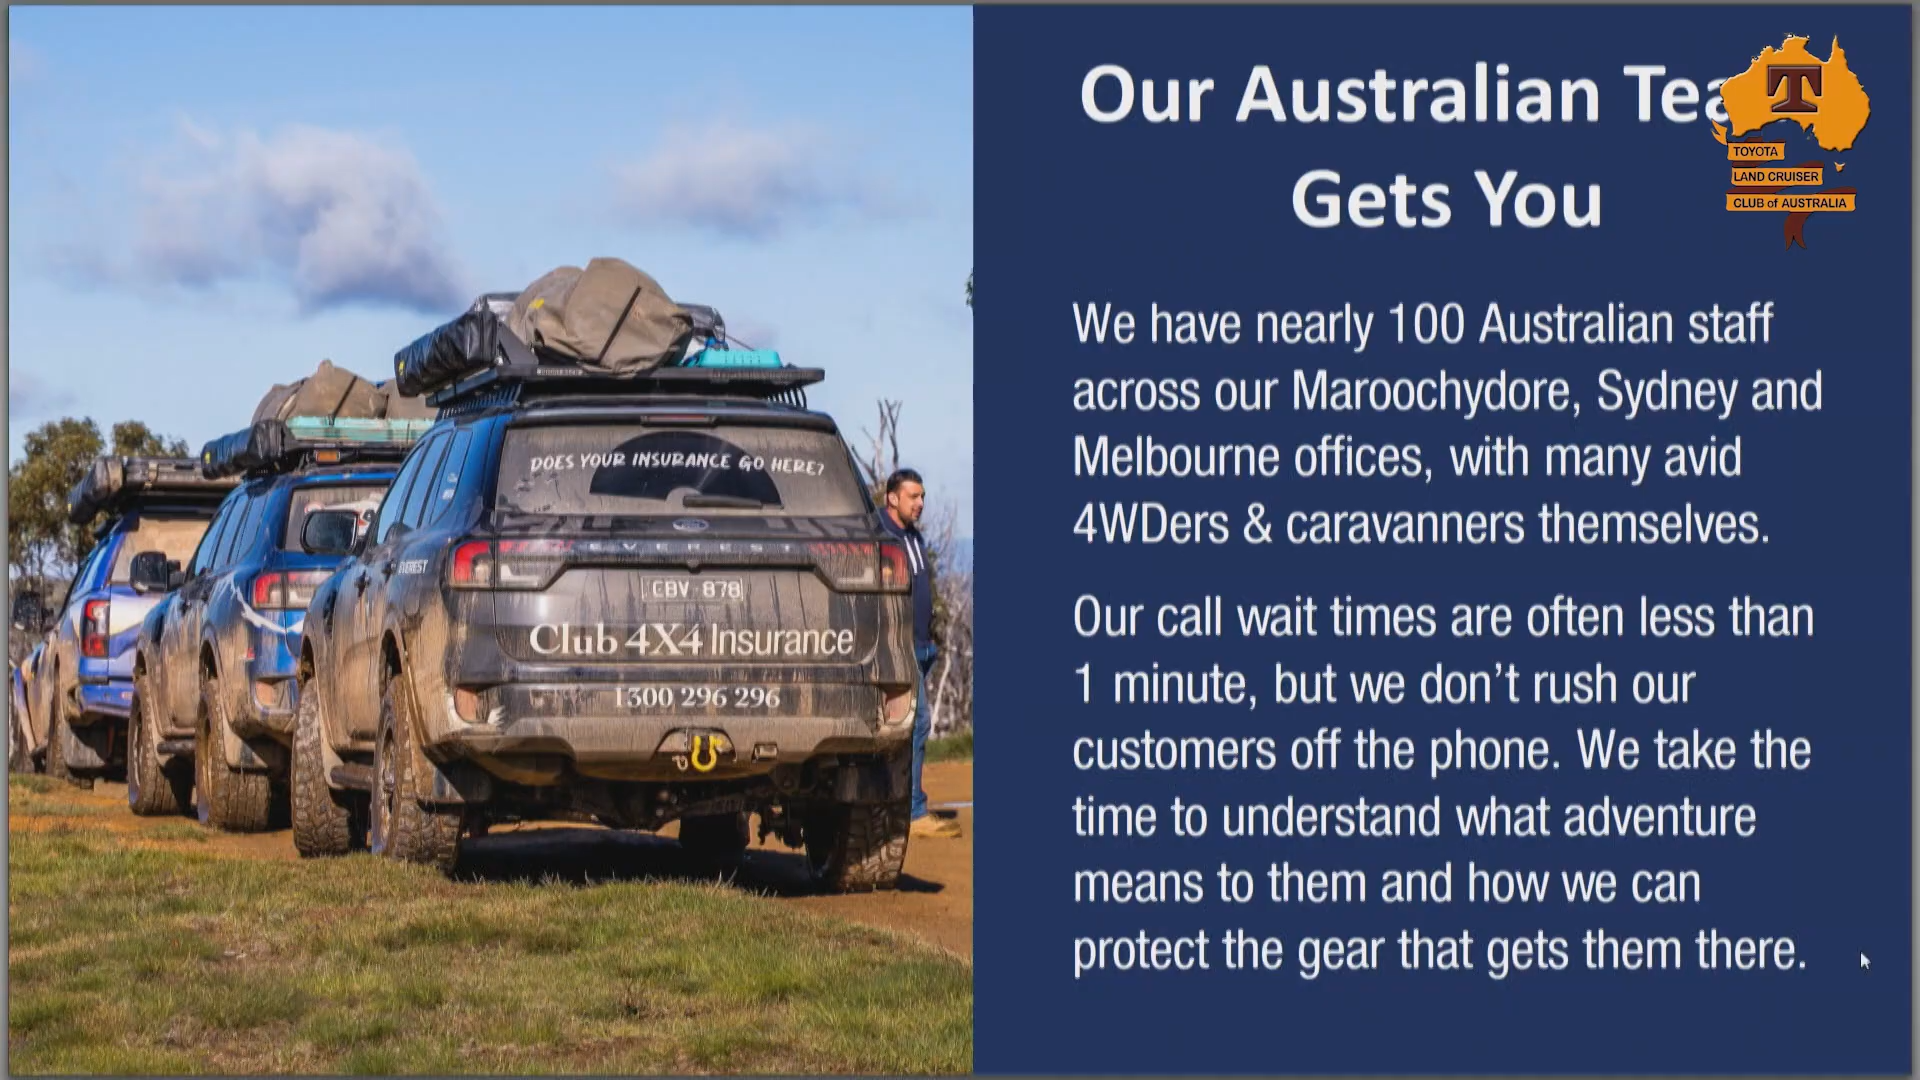 Our Australian Tea
Gets You
T
TOYOTA
LAND CRUISER
CLUB of AUSTRALIA
We have nearly 100 Australian staff
across our Maroochydore, Sydney and
Melbourne offices, with many avid
4WDers & caravanners themselves.
Our call wait times are often less than
1 minute, but we don't rush our
customers off the phone. We take the
time to understand what adventure
means to them and how we can
protect the gear that gets them there.
DOES YOUR INSURANCE GO HERE?
Ford
EVEREST
EVEREST
CBV·878
Club 4X4 Insurance
1300 296 296